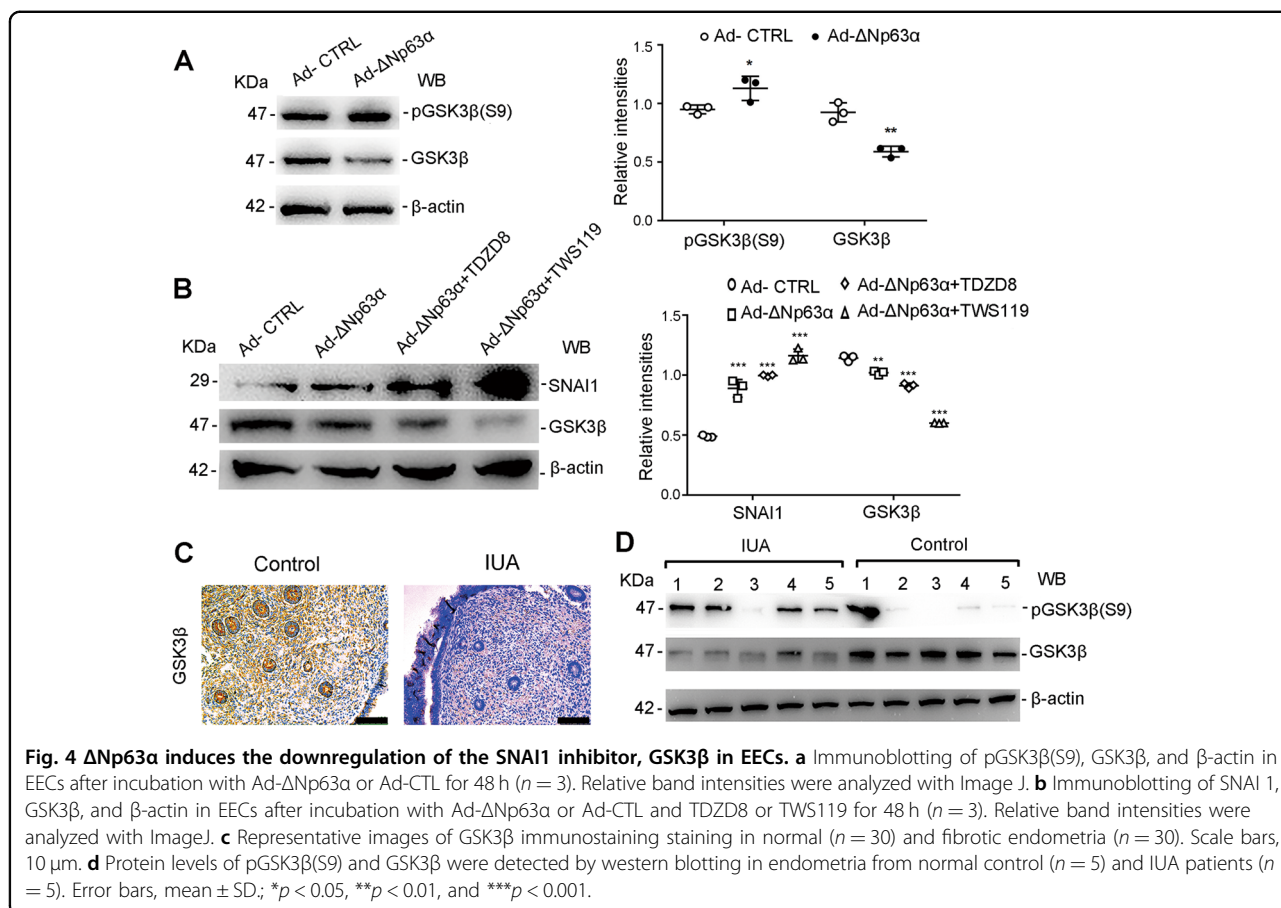 A
Ad- CTRL
Ad-ΔNp63α
KDa
WB
47 -
-pGSK3β(S9)
47 -
-GSK3β
42 -
-β-actin
○ Ad- CTRL ● Ad-ΔNp63α
Relative intensities
1.5
1.0
0.5
0.0
*
**
pGSK3β(S9) GSK3β
B
Ad- CTRL
Ad-ΔNp63α
Ad-ΔNp63α+TDZD8
Ad-ΔNp63α+TWS119
KDa
WB
29 -
-SNAI1
47 -
-GSK3β
42 -
- β-actin
○ Ad- CTRL ◇ Ad-ΔNp63α+TDZD8
□ Ad-ΔNp63α △ Ad-ΔNp63α+TWS119
Relative intensities
1.5
1.0
0.5
0.0
*** *** ***
** *** ***
SNAI1 GSK3β
C
Control IUA
GSK3β
D
IUA Control
KDa 1 2 3 4 5 1 2 3 4 5 WB
47 -
-pGSK3β(S9)
47 -
-GSK3β
42 -
-β-actin
Fig. 4 ΔNp63α induces the downregulation of the SNAI1 inhibitor, GSK3β in EECs. a Immunoblotting of pGSK3β(S9), GSK3β, and β-actin in
EECs after incubation with Ad-ΔNp63α or Ad-CTL for 48 h (n = 3). Relative band intensities were analyzed with Image J. b Immunoblotting of SNAI 1,
GSK3β, and β-actin in EECs after incubation with Ad-ΔNp63α or Ad-CTL and TDZD8 or TWS119 for 48 h (n = 3). Relative band intensities were
analyzed with ImageJ. c Representative images of GSK3β immunostaining staining in normal (n = 30) and fibrotic endometria (n = 30). Scale bars,
10 μm. d Protein levels of pGSK3β(S9) and GSK3β were detected by western blotting in endometria from normal control (n = 5) and IUA patients (n
= 5). Error bars, mean ± SD.; *p < 0.05, **p < 0.01, and ***p < 0.001.